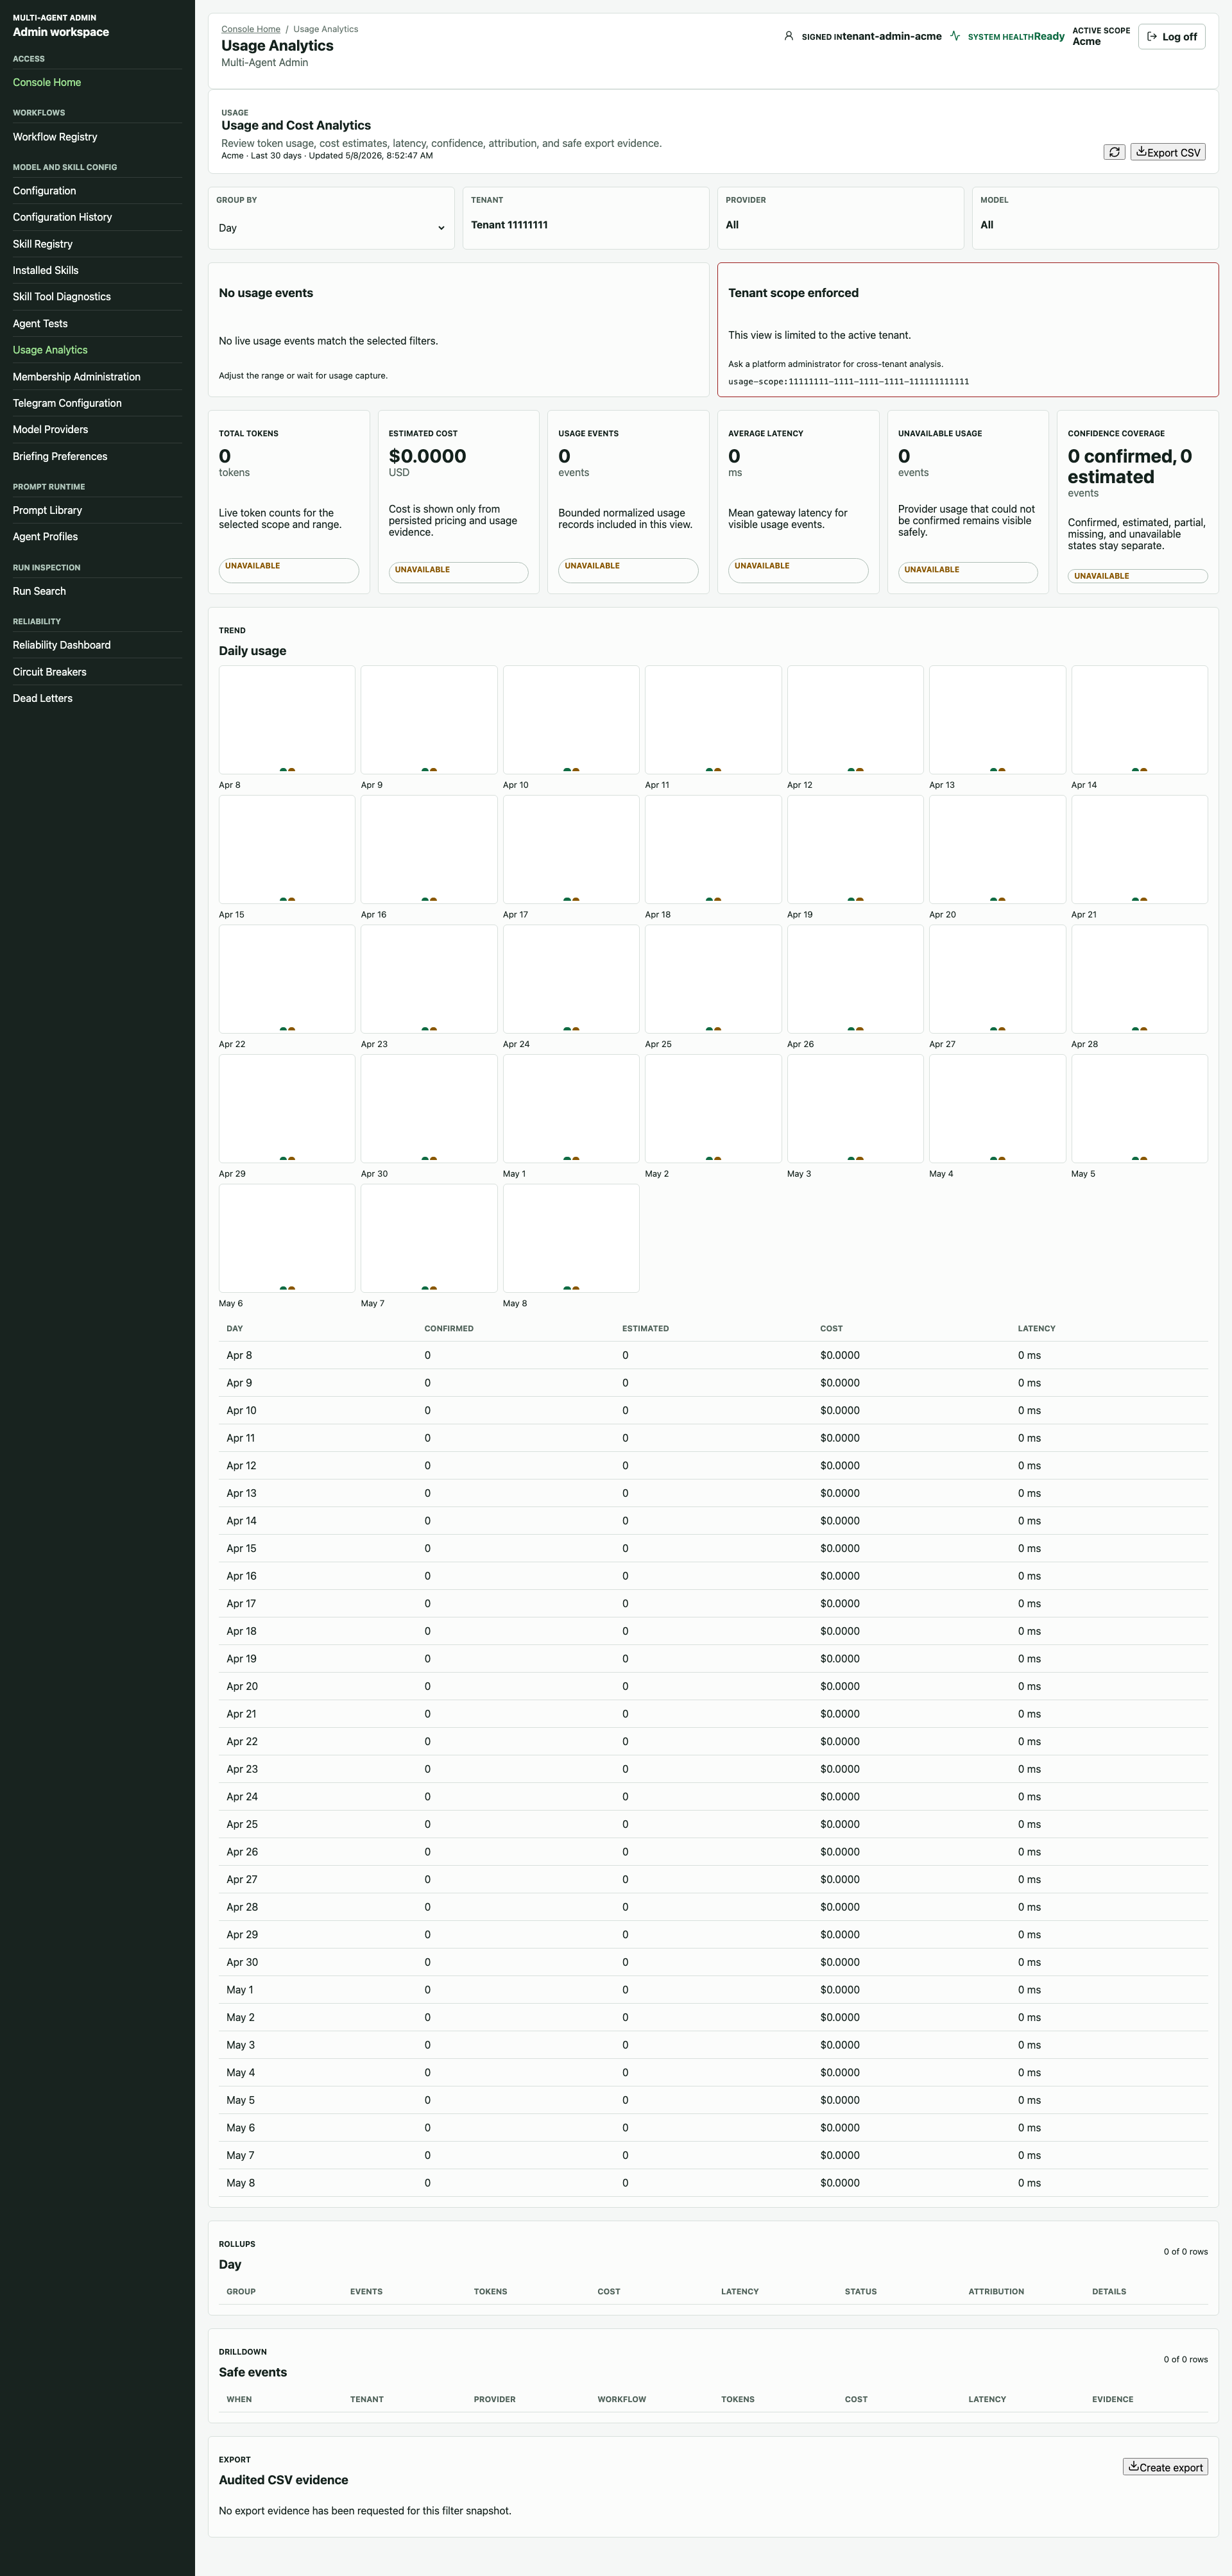 MULTI-AGENT ADMIN
Admin workspace
ACCESS
Console Home
WORKFLOWS
Workflow Registry
MODEL AND SKILL CONFIG
Configuration
Configuration History
Skill Registry
Installed Skills
Skill Tool Diagnostics
Agent Tests
Usage Analytics
Membership Administration
Telegram Configuration
Model Providers
Briefing Preferences
PROMPT RUNTIME
Prompt Library
Agent Profiles
RUN INSPECTION
Run Search
RELIABILITY
Reliability Dashboard
Circuit Breakers
Dead Letters
Console Home / Usage Analytics
Usage Analytics
Multi-Agent Admin
SIGNED IN tenant-admin-acme
SYSTEM HEALTH Ready
ACTIVE SCOPE
Acme
Log off
USAGE
Usage and Cost Analytics
Review token usage, cost estimates, latency, confidence, attribution, and safe export evidence.
Acme · Last 30 days · Updated 5/8/2026, 8:52:47 AM
Export CSV
GROUP BY
Day
TENANT
Tenant 11111111
PROVIDER
All
MODEL
All
No usage events
No live usage events match the selected filters.
Adjust the range or wait for usage capture.
Tenant scope enforced
This view is limited to the active tenant.
Ask a platform administrator for cross-tenant analysis.
usage-scope:11111111-1111-1111-1111-111111111111
TOTAL TOKENS
0
tokens
Live token counts for the
selected scope and range.
UNAVAILABLE
ESTIMATED COST
$0.0000
USD
Cost is shown only from
persisted pricing and usage
evidence.
UNAVAILABLE
USAGE EVENTS
0
events
Bounded normalized usage
records included in this view.
UNAVAILABLE
AVERAGE LATENCY
0
ms
Mean gateway latency for
visible usage events.
UNAVAILABLE
UNAVAILABLE USAGE
0
events
Provider usage that could not
be confirmed remains visible
safely.
UNAVAILABLE
CONFIDENCE COVERAGE
0 confirmed, 0
estimated
events
Confirmed, estimated, partial,
missing, and unavailable
states stay separate.
UNAVAILABLE
TREND
Daily usage
Apr 8 Apr 9 Apr 10 Apr 11 Apr 12 Apr 13 Apr 14
Apr 15 Apr 16 Apr 17 Apr 18 Apr 19 Apr 20 Apr 21
Apr 22 Apr 23 Apr 24 Apr 25 Apr 26 Apr 27 Apr 28
Apr 29 Apr 30 May 1 May 2 May 3 May 4 May 5
May 6 May 7 May 8
DAY CONFIRMED ESTIMATED COST LATENCY
Apr 8 0 0 $0.0000 0 ms
Apr 9 0 0 $0.0000 0 ms
Apr 10 0 0 $0.0000 0 ms
Apr 11 0 0 $0.0000 0 ms
Apr 12 0 0 $0.0000 0 ms
Apr 13 0 0 $0.0000 0 ms
Apr 14 0 0 $0.0000 0 ms
Apr 15 0 0 $0.0000 0 ms
Apr 16 0 0 $0.0000 0 ms
Apr 17 0 0 $0.0000 0 ms
Apr 18 0 0 $0.0000 0 ms
Apr 19 0 0 $0.0000 0 ms
Apr 20 0 0 $0.0000 0 ms
Apr 21 0 0 $0.0000 0 ms
Apr 22 0 0 $0.0000 0 ms
Apr 23 0 0 $0.0000 0 ms
Apr 24 0 0 $0.0000 0 ms
Apr 25 0 0 $0.0000 0 ms
Apr 26 0 0 $0.0000 0 ms
Apr 27 0 0 $0.0000 0 ms
Apr 28 0 0 $0.0000 0 ms
Apr 29 0 0 $0.0000 0 ms
Apr 30 0 0 $0.0000 0 ms
May 1 0 0 $0.0000 0 ms
May 2 0 0 $0.0000 0 ms
May 3 0 0 $0.0000 0 ms
May 4 0 0 $0.0000 0 ms
May 5 0 0 $0.0000 0 ms
May 6 0 0 $0.0000 0 ms
May 7 0 0 $0.0000 0 ms
May 8 0 0 $0.0000 0 ms
ROLLUPS
Day
0 of 0 rows
GROUP EVENTS TOKENS COST LATENCY STATUS ATTRIBUTION DETAILS
DRILLDOWN
Safe events
0 of 0 rows
WHEN TENANT PROVIDER WORKFLOW TOKENS COST LATENCY EVIDENCE
EXPORT
Audited CSV evidence
Create export
No export evidence has been requested for this filter snapshot.